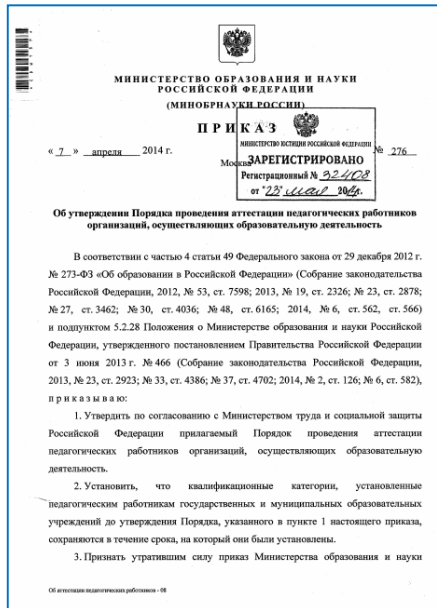 МИНИСТЕРСТВО ОБРАЗОВАНИЯ И НАУКИ
РОССИЙСКОЙ ФЕДЕРАЦИИ
(МИНОБРНАУКИ РОССИИ)
ПРИКАЗ
« 7 » апреля 2014 г.
Москва
№ 276
МИНИСТЕРСТВО ЮСТИЦИИ РОССИЙСКОЙ ФЕДЕРАЦИИ
ЗАРЕГИСТРИРОВАНО
Регистрационный № 32408
от "23" мая 2014г.
Об утверждении Порядка проведения аттестации педагогических работников
организаций, осуществляющих образовательную деятельность
В соответствии с частью 4 статьи 49 Федерального закона от 29 декабря 2012 г.
№ 273-ФЗ «Об образовании в Российской Федерации» (Собрание законодательства
Российской Федерации, 2012, № 53, ст. 7598; 2013, № 19, ст. 2326; № 23, ст. 2878;
№ 27, ст. 3462; № 30, ст. 4036; № 48, ст. 6165; 2014, № 6, ст. 562, ст. 566)
и подпунктом 5.2.28 Положения о Министерстве образования и науки Российской
Федерации, утвержденного постановлением Правительства Российской Федерации
от 3 июня 2013 г. № 466 (Собрание законодательства Российской Федерации,
2013, № 23, ст. 2923; № 33, ст. 4386; № 37, ст. 4702; 2014, № 2, ст. 126; № 6, ст. 582),
приказываю:
1. Утвердить по согласованию с Министерством труда и социальной защиты
Российской Федерации прилагаемый Порядок проведения аттестации
педагогических работников организаций, осуществляющих образовательную
деятельность.
2. Установить, что квалификационные категории, установленные
педагогическим работникам государственных и муниципальных образовательных
учреждений до утверждения Порядка, указанного в пункте 1 настоящего приказа,
сохраняются в течение срока, на который они были установлены.
3. Признать утратившим силу приказ Министерства образования и науки
Об аттестации педагогических работников - 08